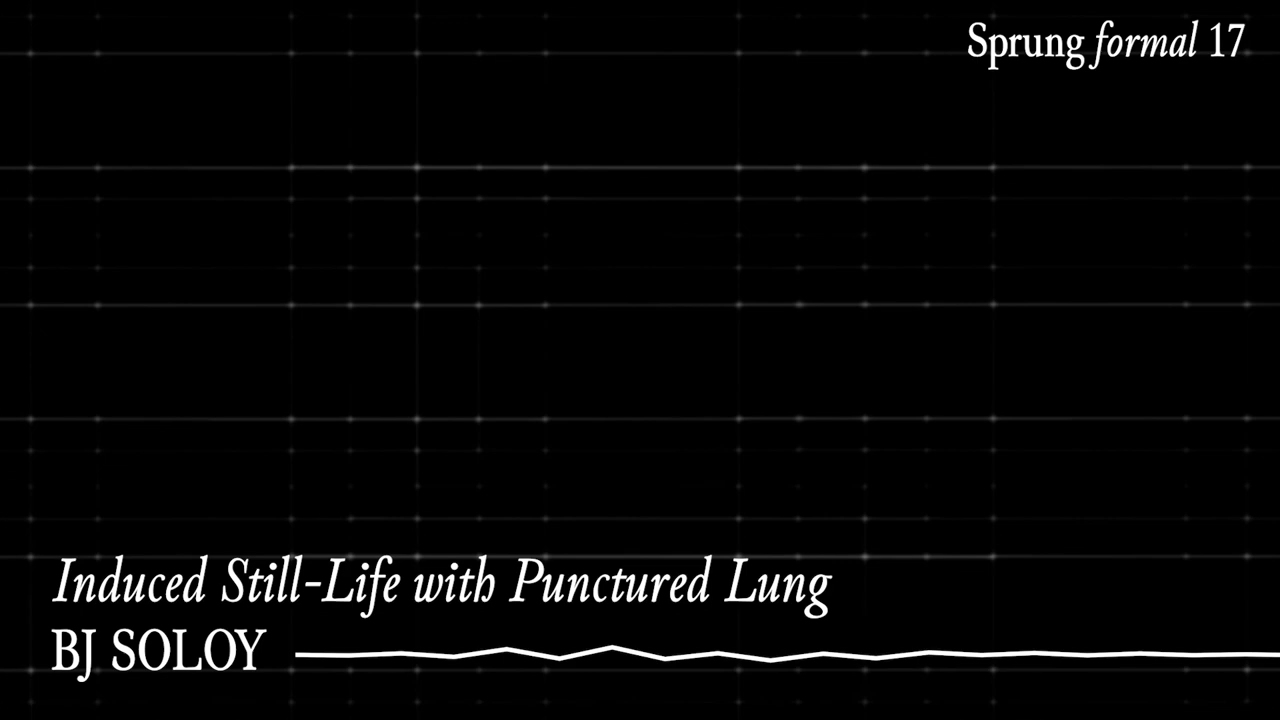 Sprung formal 17
Induced Still-Life with Punctured Lung
BJ SOLOY